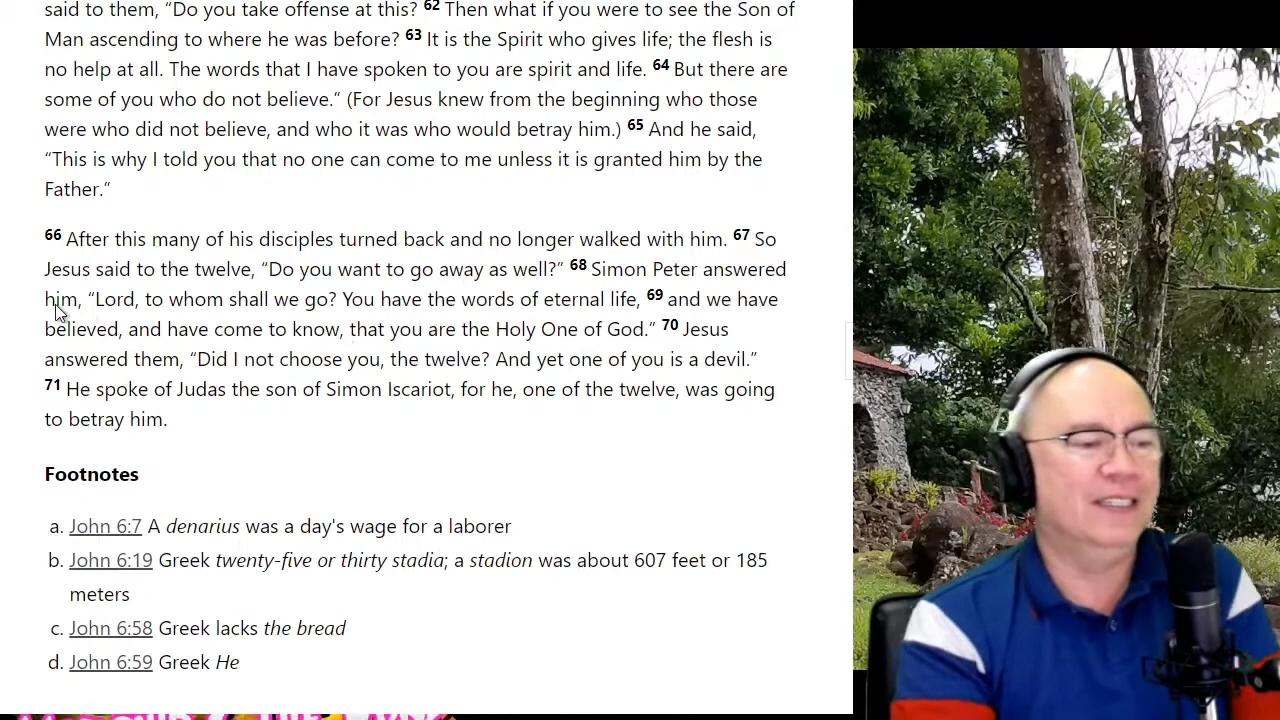 said to them, “Do you take offense at this? 62 Then what if you were to see the Son of
Man ascending to where he was before? 63 It is the Spirit who gives life; the flesh is
no help at all. The words that I have spoken to you are spirit and life. 64 But there are
some of you who do not believe.” (For Jesus knew from the beginning who those
were who did not believe, and who it was who would betray him.) 65 And he said,
“This is why I told you that no one can come to me unless it is granted him by the
Father.”
66 After this many of his disciples turned back and no longer walked with him. 67 So
Jesus said to the twelve, “Do you want to go away as well?” 68 Simon Peter answered
him, “Lord, to whom shall we go? You have the words of eternal life, 69 and we have
believed, and have come to know, that you are the Holy One of God.” 70 Jesus
answered them, “Did I not choose you, the twelve? And yet one of you is a devil.”
71 He spoke of Judas the son of Simon Iscariot, for he, one of the twelve, was going
to betray him.
Footnotes
a. John 6:7 A denarius was a day's wage for a laborer
b. John 6:19 Greek twenty-five or thirty stadia; a stadion was about 607 feet or 185
meters
c. John 6:58 Greek lacks the bread
d. John 6:59 Greek He